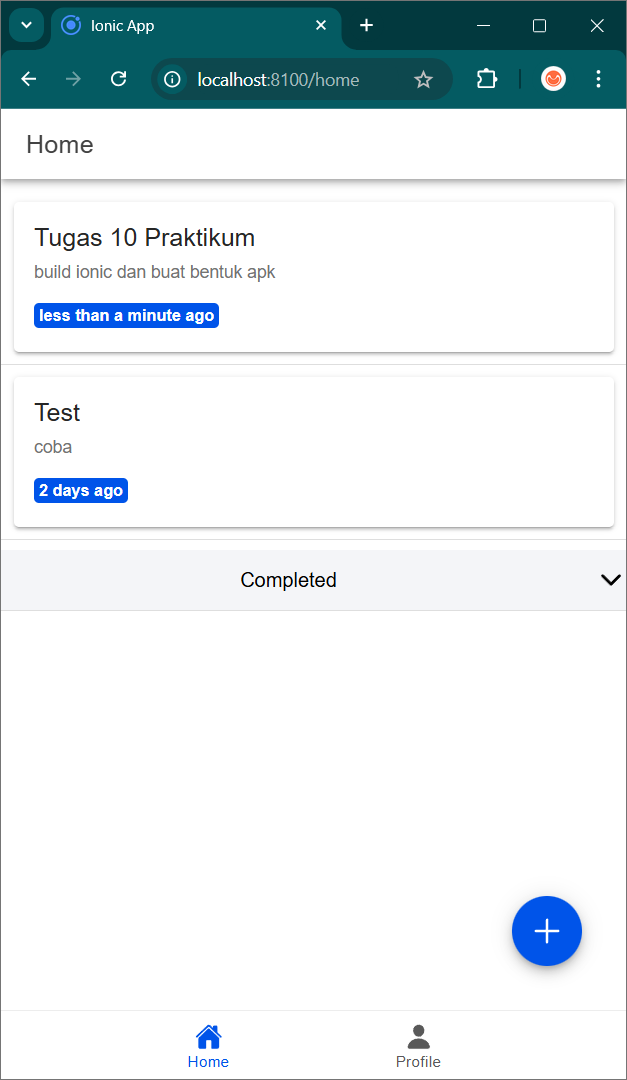 Ionic App
localhost:8100/home
Home
Tugas 10 Praktikum
build ionic dan buat bentuk apk
less than a minute ago
Test
coba
2 days ago
Completed
Home
Profile